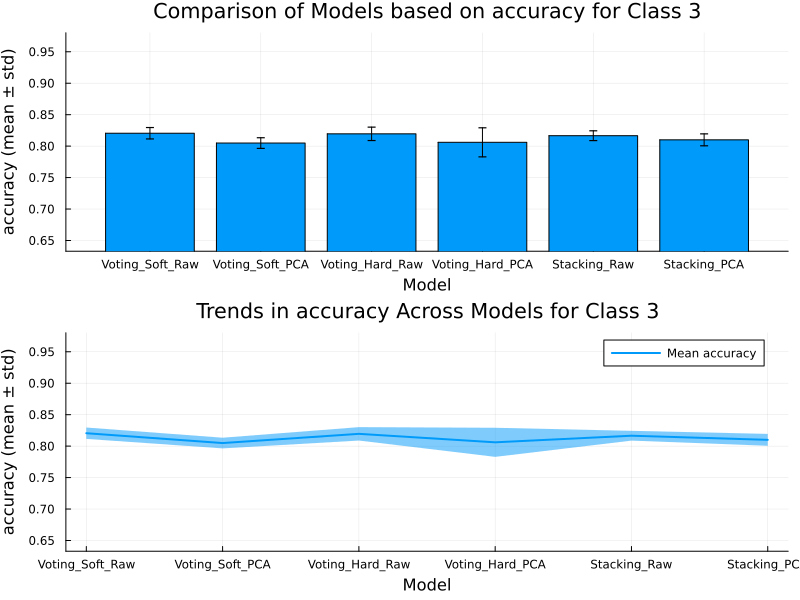 Comparison of Models based on accuracy for Class 3
accuracy (mean ± std)
0.95
0.90
0.85
0.80
0.75
0.70
0.65
Voting_Soft_Raw Voting_Soft_PCA Voting_Hard_Raw Voting_Hard_PCA Stacking_Raw Stacking_PCA
Model
Trends in accuracy Across Models for Class 3
accuracy (mean ± std)
Mean accuracy
0.95
0.90
0.85
0.80
0.75
0.70
0.65
Voting_Soft_Raw Voting_Soft_PCA Voting_Hard_Raw Voting_Hard_PCA Stacking_Raw Stacking_PC
Model